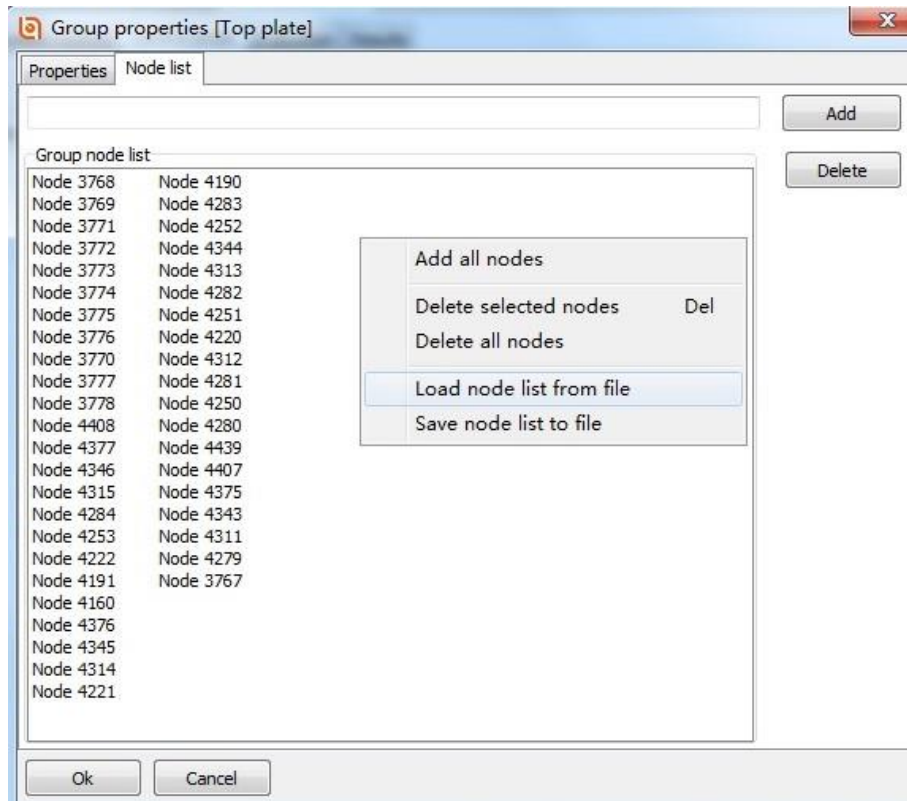 Group properties [Top plate]
Properties Node list
Add
Group node list
Delete
Node 3768 Node 4190
Node 3769 Node 4283
Node 3771 Node 4252
Node 3772 Node 4344
Node 3773 Node 4313
Node 3774 Node 4282
Node 3775 Node 4251
Node 3776 Node 4220
Node 3770 Node 4312
Node 3777 Node 4281
Node 3778 Node 4250
Node 4408 Node 4280
Node 4377 Node 4439
Node 4346 Node 4407
Node 4315 Node 4375
Node 4284 Node 4343
Node 4253 Node 4311
Node 4222 Node 4279
Node 4191 Node 3767
Node 4160
Node 4376
Node 4345
Node 4314
Node 4221
Add all nodes
Delete selected nodes Del
Delete all nodes
Load node list from file
Save node list to file
Ok Cancel